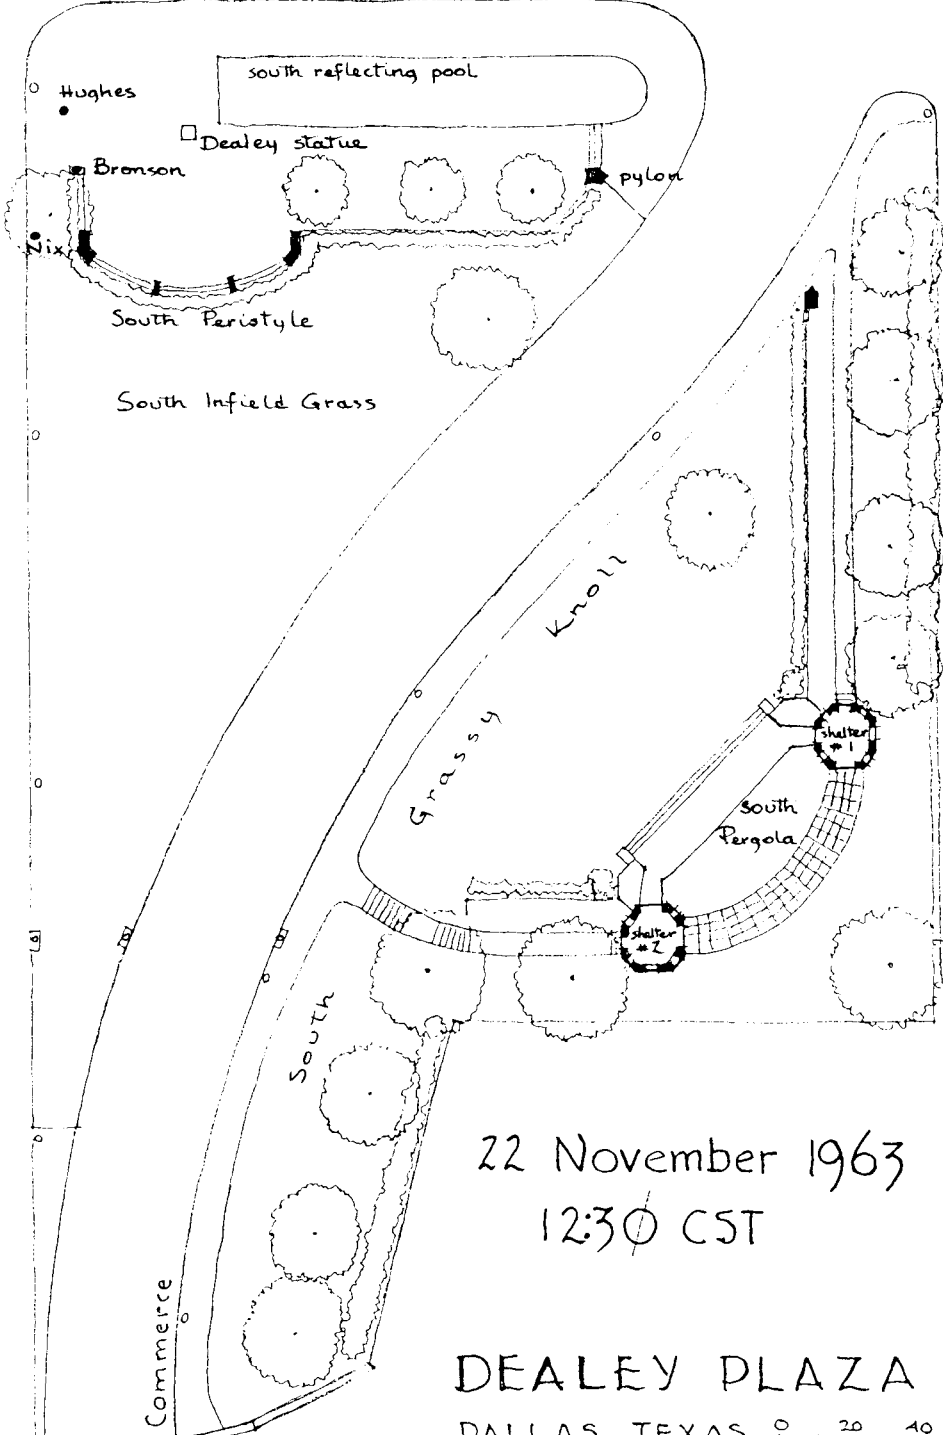 south reflecting pool
Hughes
Dealey statue
Bronson
pylon
Nix
South Peristyle
South Infield Grass
South Grassy Knoll
shelter
# 1
South
Pergola
shelter
# 2
22 November 1963
12:30 CST
Commerce
DEALEY PLAZA
DALLAS TEXAS 0 20 40